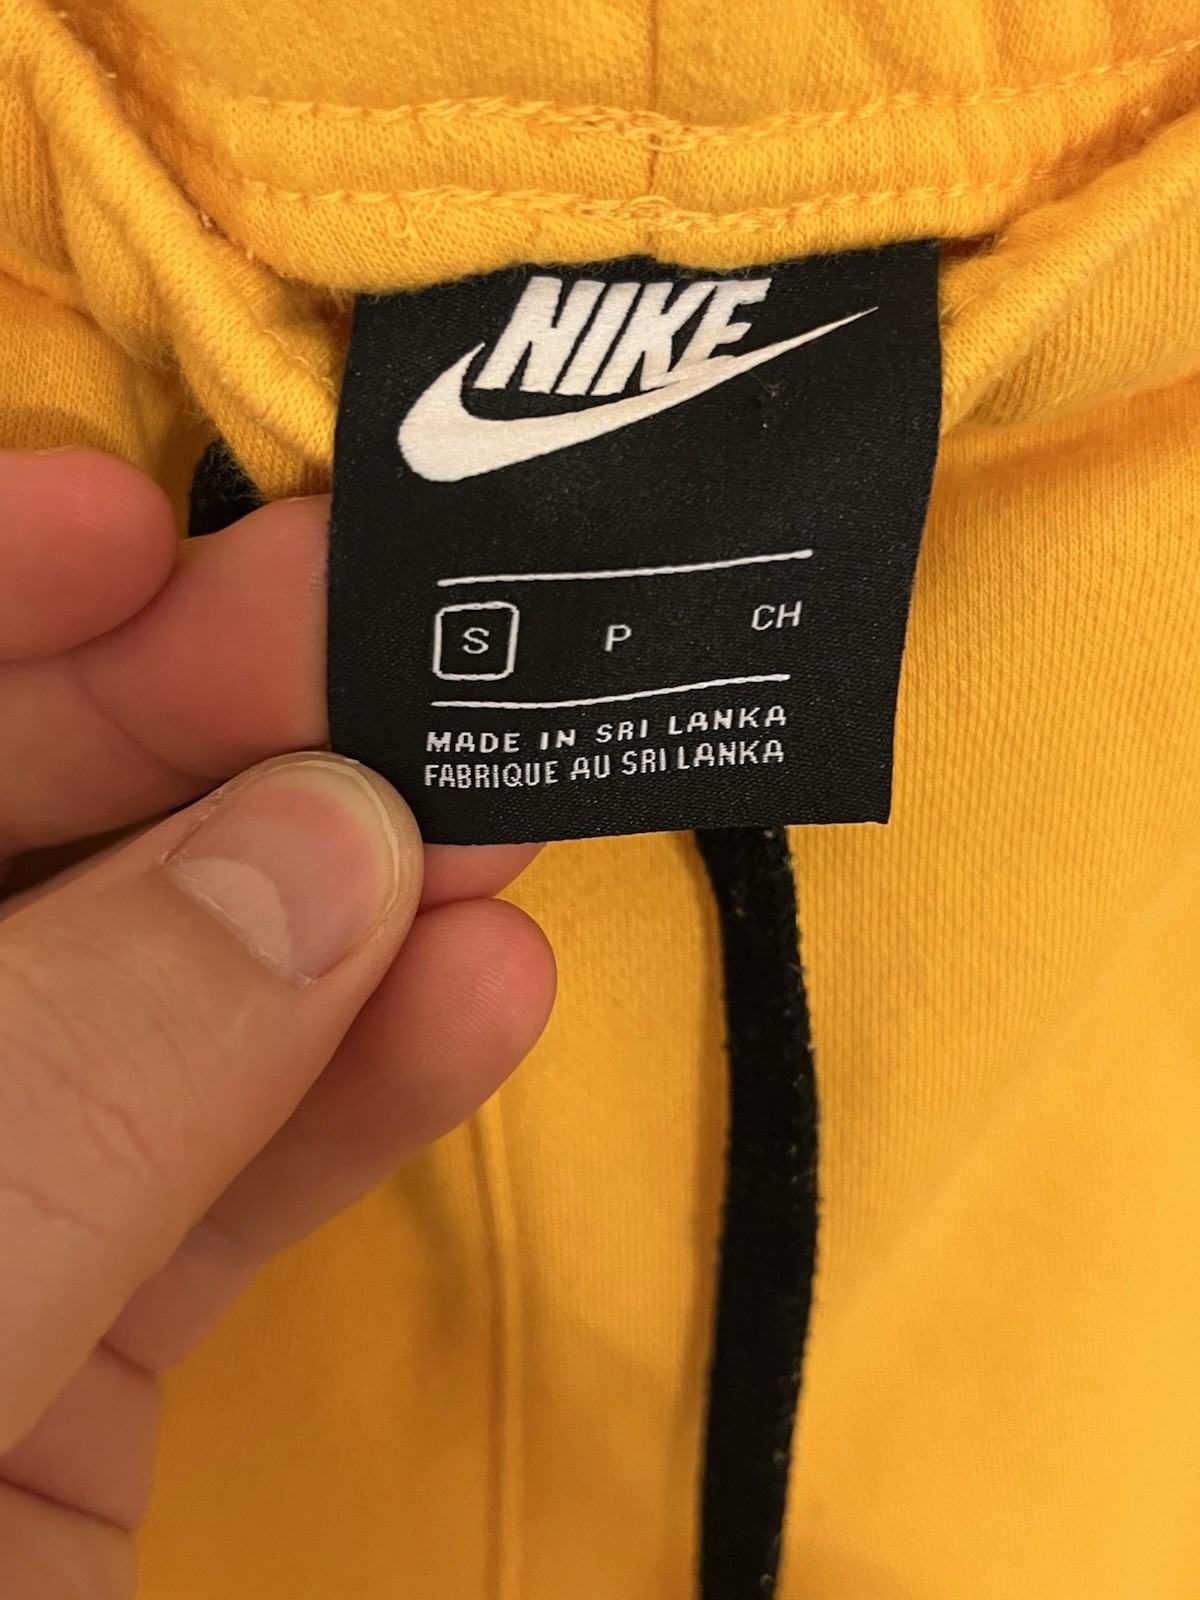 NIKE
S P CH
MADE IN SRI LANKA
FABRIQUE AU SRI LANKA